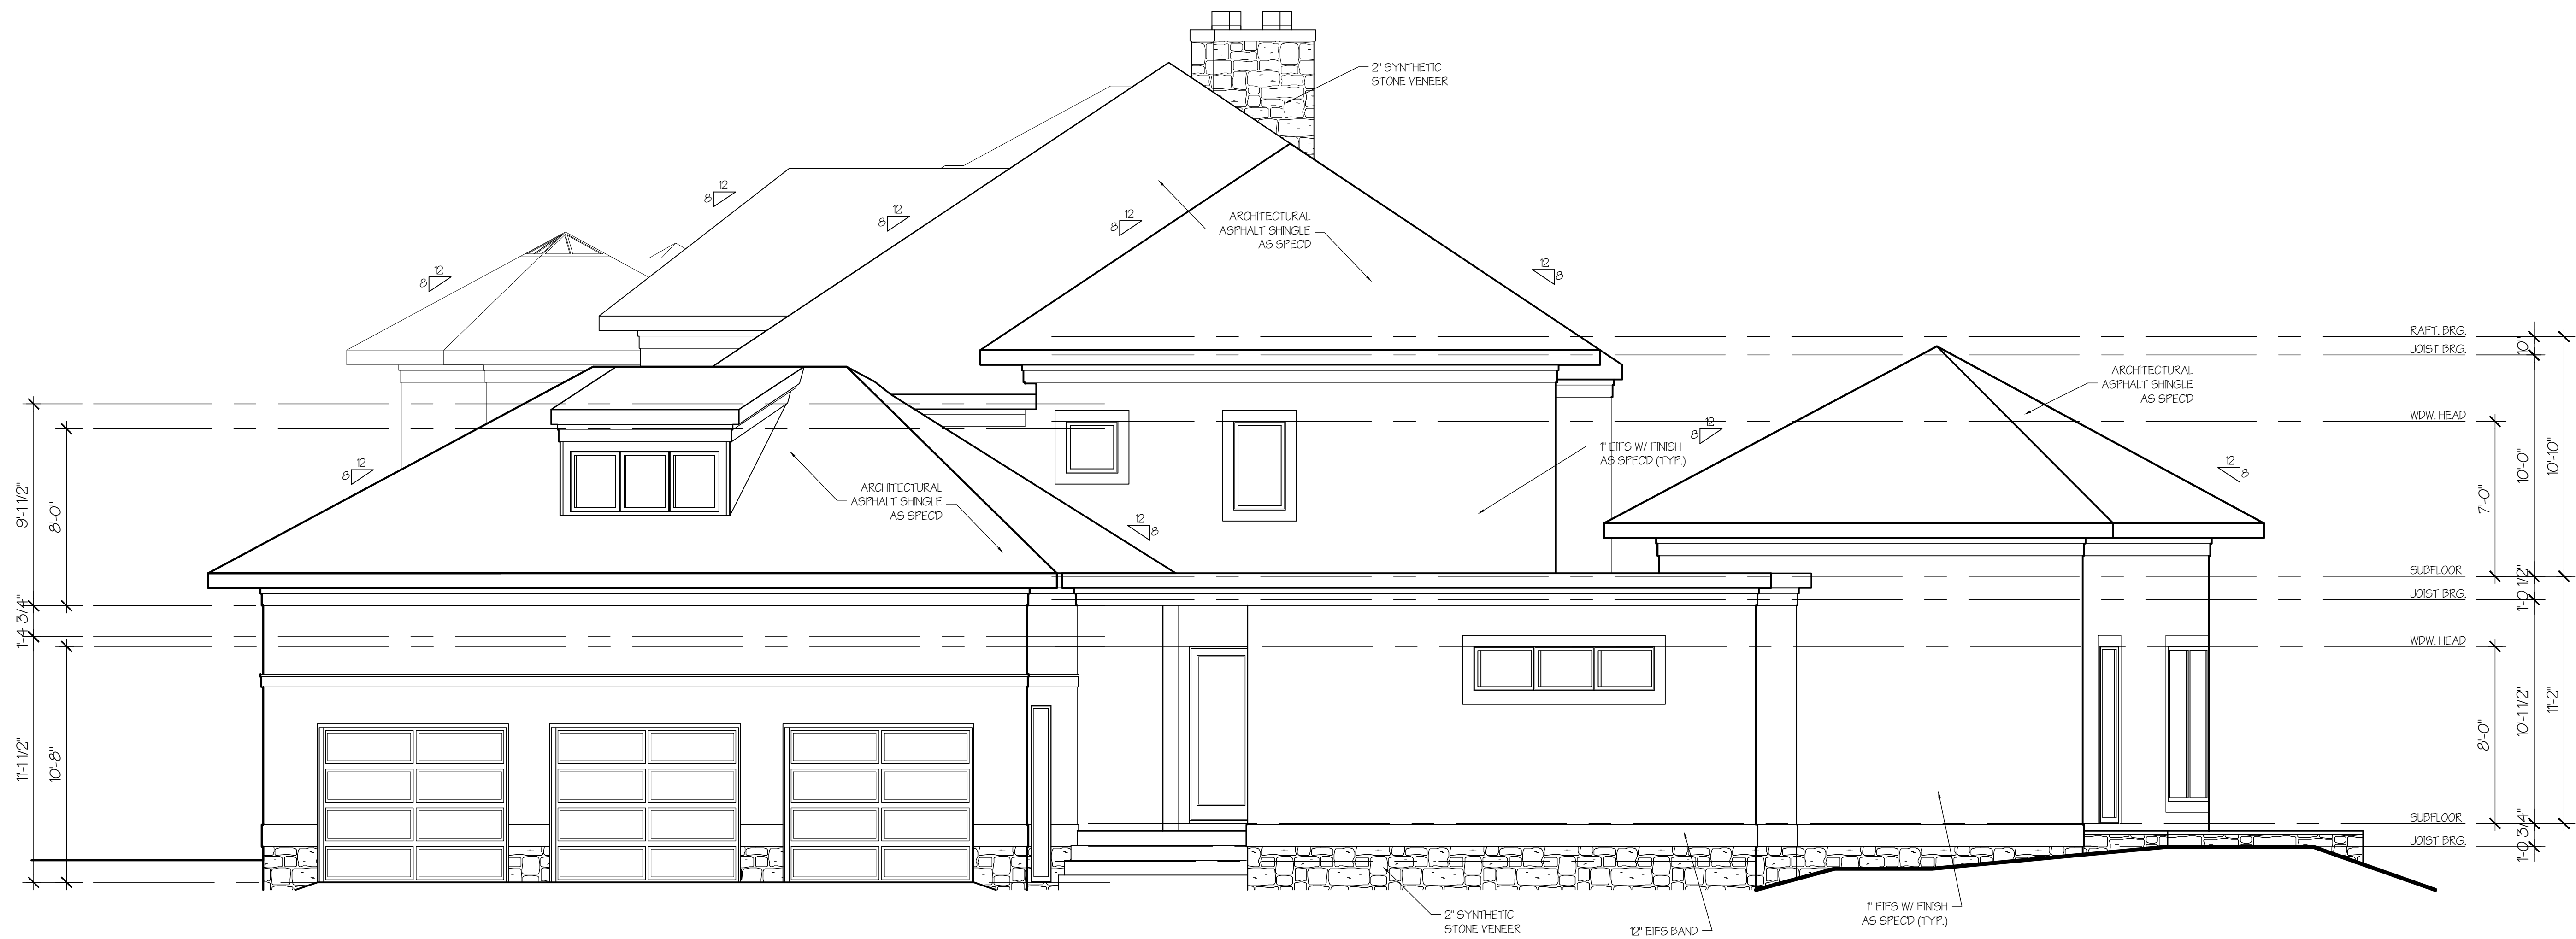 2" SYNTHETIC
STONE VENEER
12
8
12
8
12
8
12
8
12
8
ARCHITECTURAL
ASPHALT SHINGLE
AS SPEC'D
RAFT. BRG.
JOIST BRG.
10"
ARCHITECTURAL
ASPHALT SHINGLE
AS SPEC'D
WDW. HEAD
12
8
1" EIFS W/ FINISH
AS SPEC'D (TYP.)
12
8
12
8
ARCHITECTURAL
ASPHALT SHINGLE
AS SPEC'D
12
8
9'-1 1/2"
8'-0"
7'-0"
10'-0"
10'-10"
SUBFLOOR
JOIST BRG.
1'-0 1/2"
1'-4 3/4"
WDW. HEAD
11'-1 1/2"
10'-8"
8'-0"
10'-1 1/2"
11'-2"
SUBFLOOR
JOIST BRG.
1'-0 3/4"
2" SYNTHETIC
STONE VENEER
12" EIFS BAND
1" EIFS W/ FINISH
AS SPEC'D (TYP.)